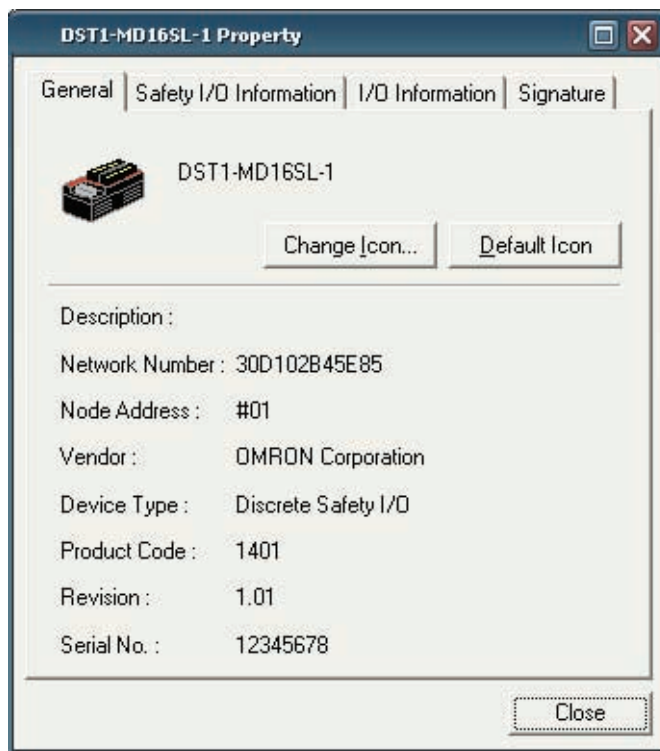 DST1-MD16SL-1 Property
General Safety I/O Information I/O Information Signature
DST1-MD16SL-1
Change Icon... Default Icon
Description :
Network Number : 30D102B45E85
Node Address : #01
Vendor : OMRON Corporation
Device Type : Discrete Safety I/O
Product Code : 1401
Revision : 1.01
Serial No. : 12345678
Close